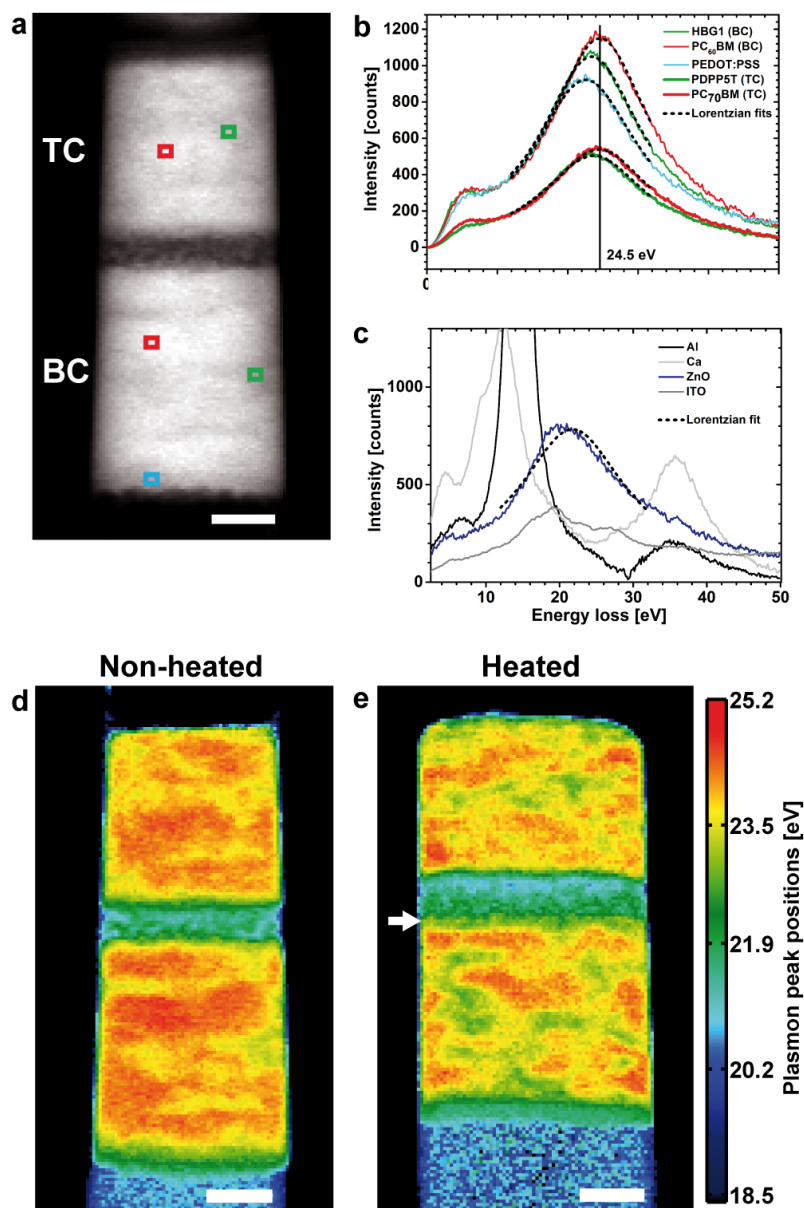 a
TC
BC
b
Intensity [counts]
1200
1000
800
600
400
200
0
HBG1 (BC)
PC60BM (BC)
PEDOT:PSS
PDPP5T (TC)
PC70BM (TC)
Lorentzian fits
24.5 eV
0
c
Intensity [counts]
1000
500
0
Al
Ca
ZnO
ITO
Lorentzian fit
10 20 30 40 50
Energy loss [eV]
Non-heated
Heated
d
e
25.2
23.5
21.9
20.2
18.5
Plasmon peak positions [eV]